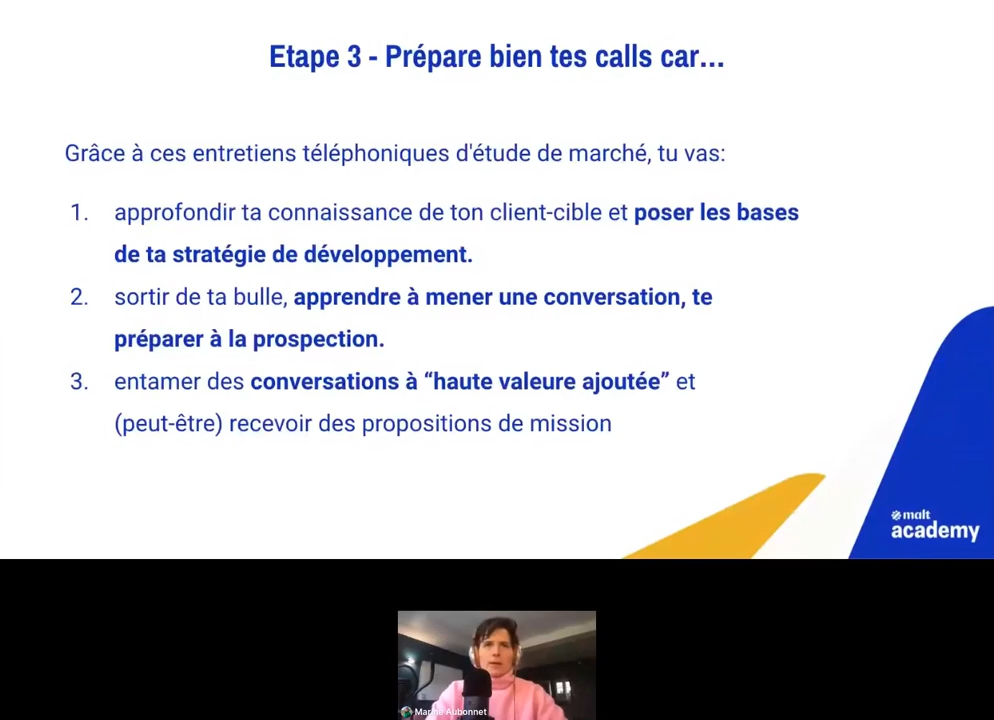 Etape 3 - Prépare bien tes calls car...
Grâce à ces entretiens téléphoniques d'étude de marché, tu vas:
1. approfondir ta connaissance de ton client-cible et poser les bases
de ta stratégie de développement.
2. sortir de ta bulle, apprendre à mener une conversation, te
préparer à la prospection.
3. entamer des conversations à “haute valeure ajoutée” et
(peut-être) recevoir des propositions de mission
malt
academy
Marine Aubonnet